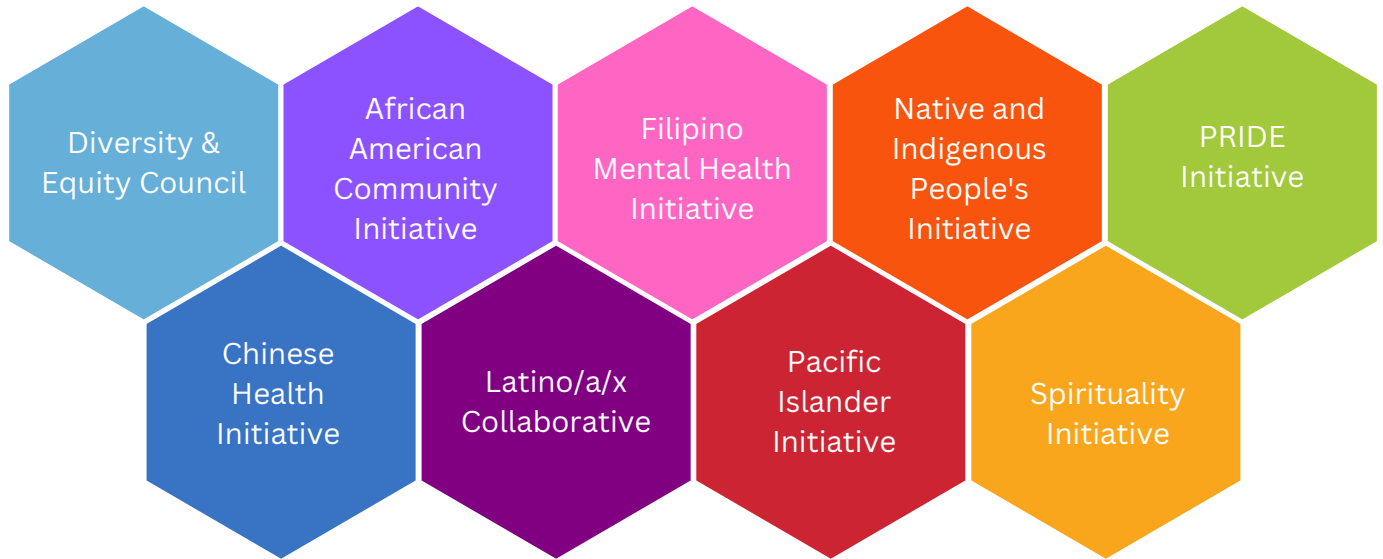 Diversity &
Equity Council
African
American
Community
Initiative
Filipino
Mental Health
Initiative
Native and
Indigenous
People's
Initiative
PRIDE
Initiative
Chinese
Health
Initiative
Latino/a/x
Collaborative
Pacific
Islander
Initiative
Spirituality
Initiative